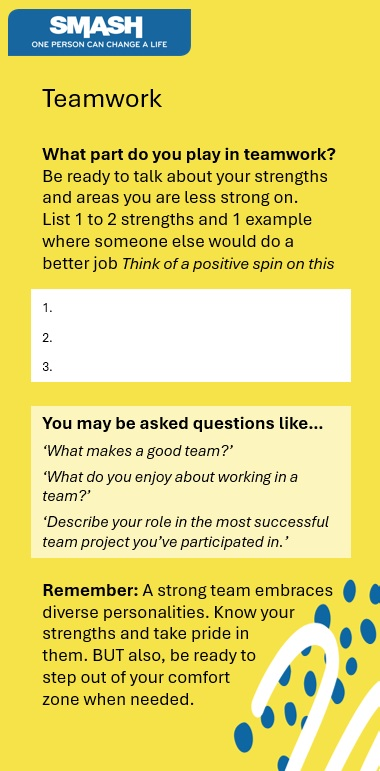 SMASH
ONE PERSON CAN CHANGE A LIFE
Teamwork
What part do you play in teamwork?
Be ready to talk about your strengths
and areas you are less strong on.
List 1 to 2 strengths and 1 example
where someone else would do a
better job Think of a positive spin on this
1.
2.
3.
You may be asked questions like...
‘What makes a good team?’
‘What do you enjoy about working in a
team?’
‘Describe your role in the most successful
team project you’ve participated in.’
Remember: A strong team embraces
diverse personalities. Know your
strengths and take pride in
them. BUT also, be ready to
step out of your comfort
zone when needed.